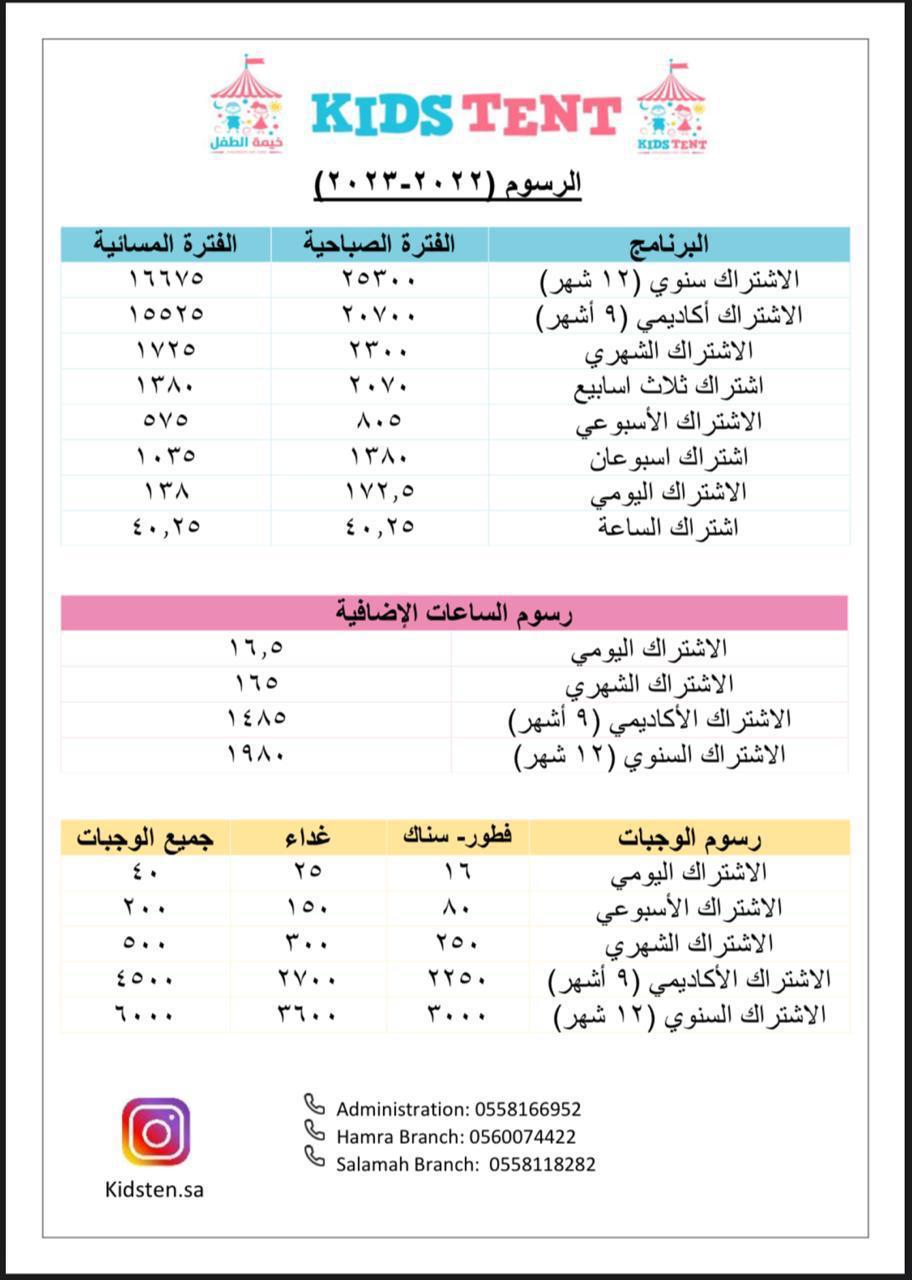 خيمة الطفل
KIDS TENT
KIDS TENT
الرسوم (٢٠٢٢-٢٠٢٣)
البرنامج الفترة الصباحية الفترة المسائية
الاشتراك سنوي (١٢ شهر) ٢٥٣٠٠ ١٦٦٧٥
الاشتراك أكاديمي (٩ أشهر) ٢٠٧٠٠ ١٥٥٢٥
الاشتراك الشهري ٢٣٠٠ ١٧٢٥
اشتراك ثلاث اسابيع ٢٠٧٠ ١٣٨٠
الاشتراك الأسبوعي ٨٠٥ ٥٧٥
اشتراك اسبوعان ١٣٨٠ ١٠٣٥
الاشتراك اليومي ١٧٢,٥ ١٣٨
اشتراك الساعة ٤٠,٢٥ ٤٠,٢٥
رسوم الساعات الإضافية
الاشتراك اليومي ١٦,٥
الاشتراك الشهري ١٦٥
الاشتراك الأكاديمي (٩ أشهر) ١٤٨٥
الاشتراك السنوي (١٢ شهر) ١٩٨٠
رسوم الوجبات فطور- سناك غداء جميع الوجبات
الاشتراك اليومي ١٦ ٢٥ ٤٠
الاشتراك الأسبوعي ٨٠ ١٥٠ ٢٠٠
الاشتراك الشهري ٢٥٠ ٣٠٠ ٥٠٠
الاشتراك الأكاديمي (٩ أشهر) ٢٢٥٠ ٢٧٠٠ ٤٥٠٠
الاشتراك السنوي (١٢ شهر) ٣٠٠٠ ٣٦٠٠ ٦٠٠٠
Administration: 0558166952
Hamra Branch: 0560074422
Salamah Branch: 0558118282
Kidsten.sa